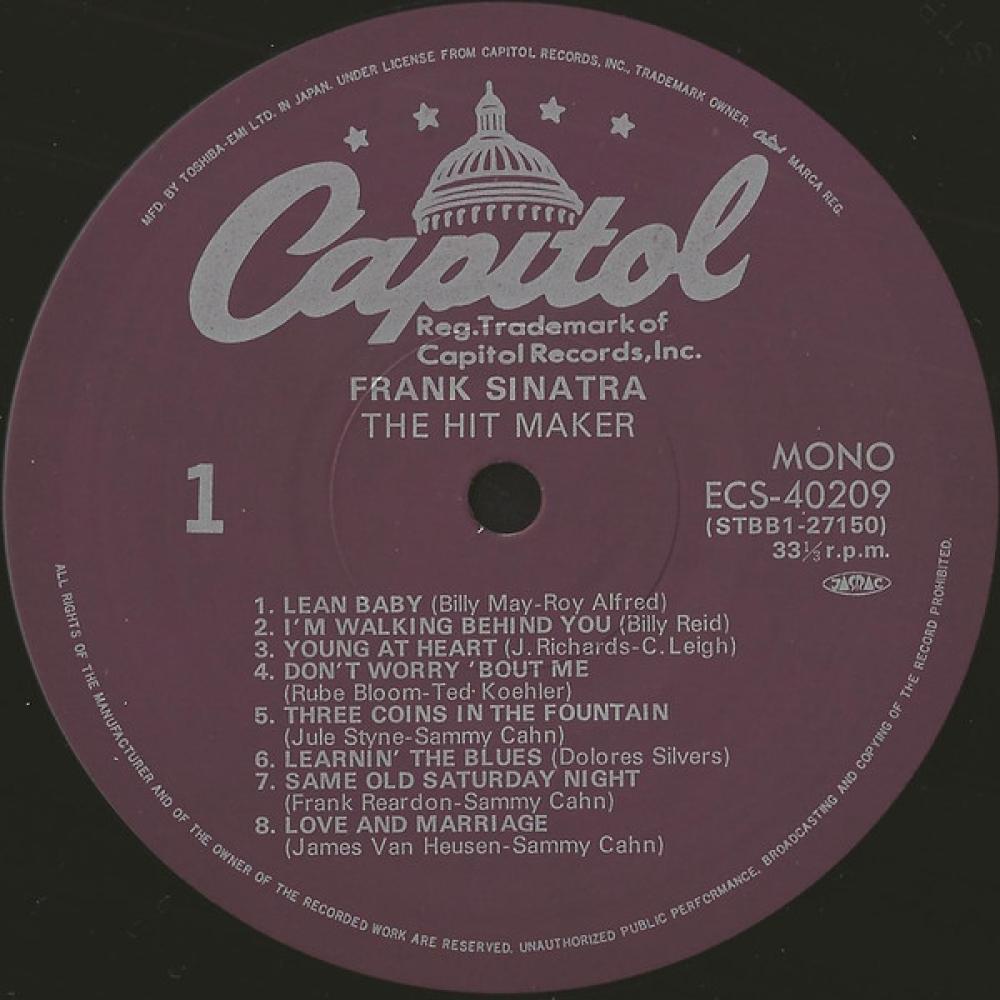 MFD. BY TOSHIBA-EMI LTD. IN JAPAN. UNDER LICENSE FROM CAPITOL RECORDS, INC., TRADEMARK OWNER. Capitol MARCA REG.
Capitol
Reg.Trademark of
Capitol Records,Inc.
FRANK SINATRA
THE HIT MAKER
1
MONO
ECS-40209
(STBB1-27150)
33⅓ r.p.m.
JASRAC
1. LEAN BABY (Billy May-Roy Alfred)
2. I'M WALKING BEHIND YOU (Billy Reid)
3. YOUNG AT HEART (J.Richards-C.Leigh)
4. DON'T WORRY 'BOUT ME
(Rube Bloom-Ted·Koehler)
5. THREE COINS IN THE FOUNTAIN
(Jule Styne-Sammy Cahn)
6. LEARNIN' THE BLUES (Dolores Silvers)
7. SAME OLD SATURDAY NIGHT
(Frank Reardon-Sammy Cahn)
8. LOVE AND MARRIAGE
(James Van Heusen-Sammy Cahn)
ALL RIGHTS OF THE MANUFACTURER AND OF THE OWNER OF THE RECORDED WORK ARE RESERVED. UNAUTHORIZED PUBLIC PERFORMANCE, BROADCASTING AND COPYING OF THE RECORD PROHIBITED.